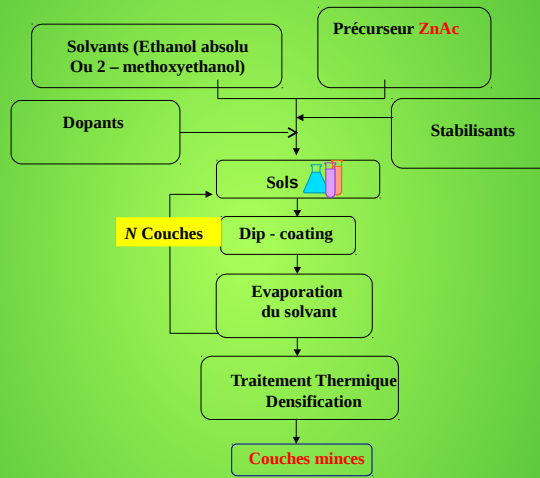 Solvants (Ethanol absolu
Ou 2 – methoxyethanol)
Précurseur ZnAc
Dopants
Stabilisants
Sols
N Couches
Dip - coating
Evaporation
du solvant
Traitement Thermique
Densification
Couches minces